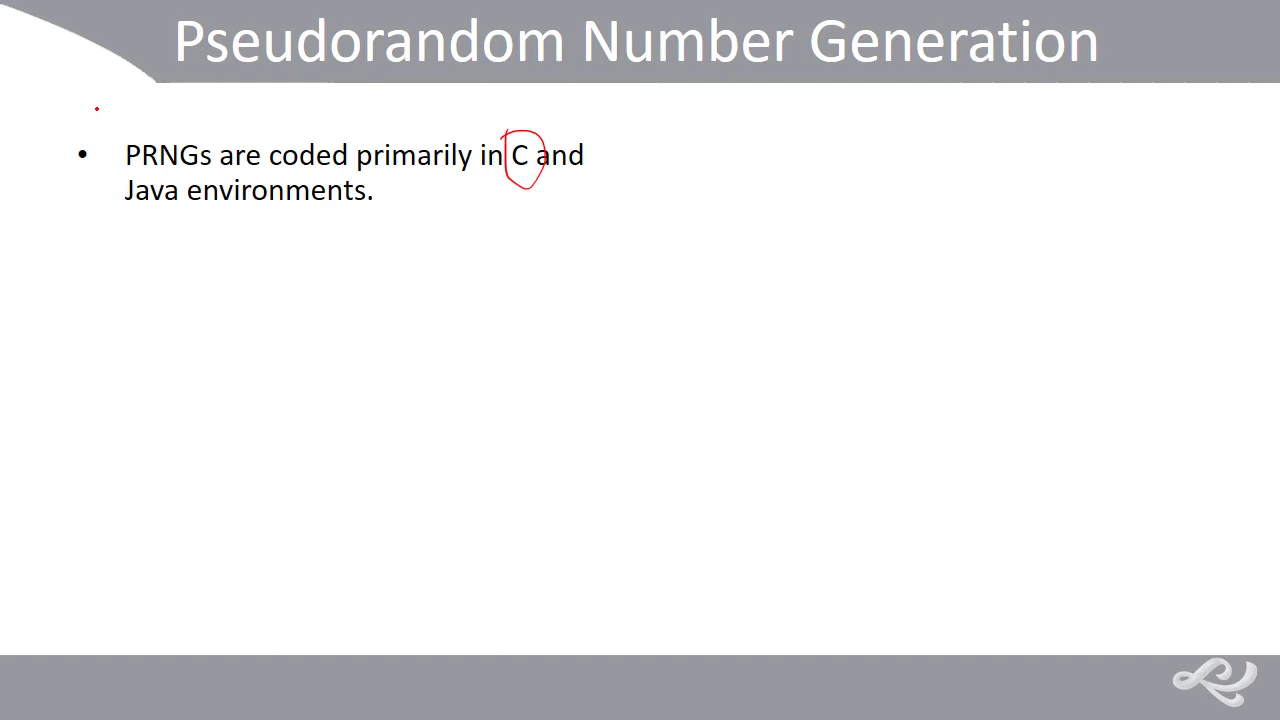 Pseudorandom Number Generation
• PRNGs are coded primarily in C and
Java environments.